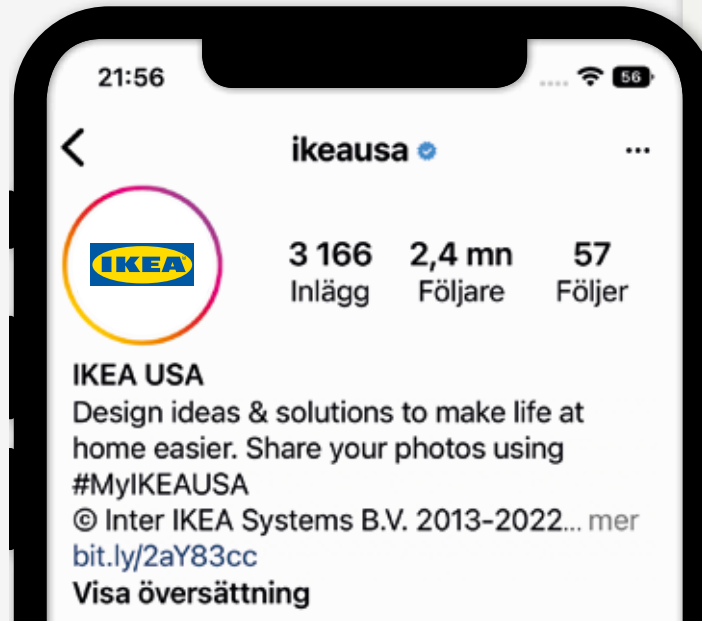 21:56
56
ikeausa
IKEA
3 166 2,4 mn 57
Inlägg Följare Följer
IKEA USA
Design ideas & solutions to make life at
home easier. Share your photos using
#MyIKEAUSA
© Inter IKEA Systems B.V. 2013-2022... mer
bit.ly/2aY83cc
Visa översättning